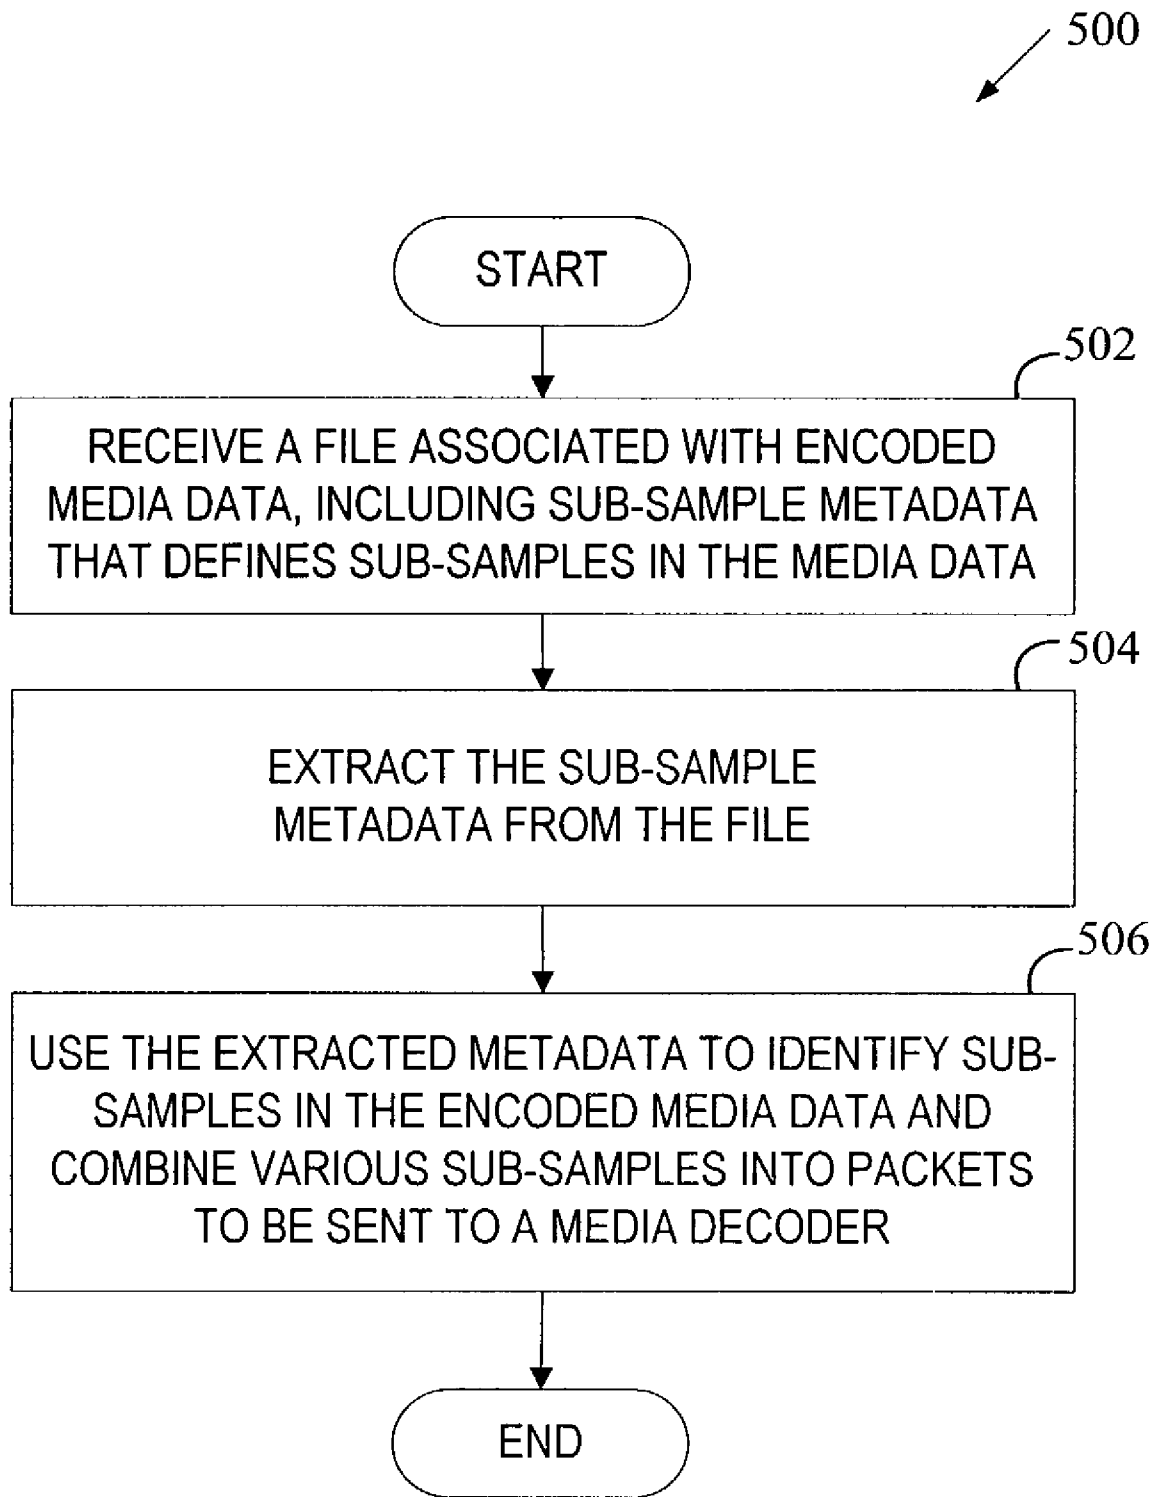 500
START
502
RECEIVE A FILE ASSOCIATED WITH ENCODED
MEDIA DATA, INCLUDING SUB-SAMPLE METADATA
THAT DEFINES SUB-SAMPLES IN THE MEDIA DATA
504
EXTRACT THE SUB-SAMPLE
METADATA FROM THE FILE
506
USE THE EXTRACTED METADATA TO IDENTIFY SUB-
SAMPLES IN THE ENCODED MEDIA DATA AND
COMBINE VARIOUS SUB-SAMPLES INTO PACKETS
TO BE SENT TO A MEDIA DECODER
END